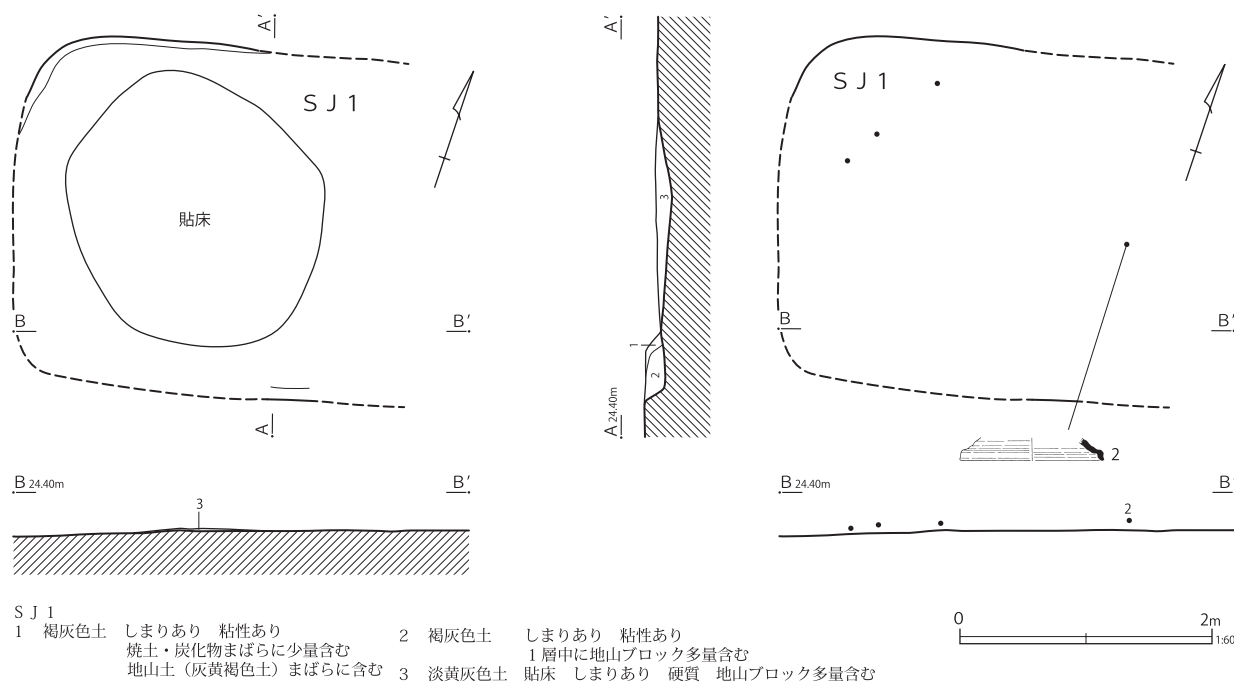 A′
SJ1
貼床
B
B′
A
B 24.40m
B′
3
A′
3
1
2
A 24.40m
SJ1
B
B′
2
B 24.40m
B′
2
SJ1
1 褐灰色土 しまりあり 粘性あり
焼土・炭化物まばらに少量含む
地山土（灰黄褐色土）まばらに含む
2 褐灰色土 しまりあり 粘性あり
1層中に地山ブロック多量含む
3 淡黄灰色土 貼床 しまりあり 硬質 地山ブロック多量含む
0 2m
1:60